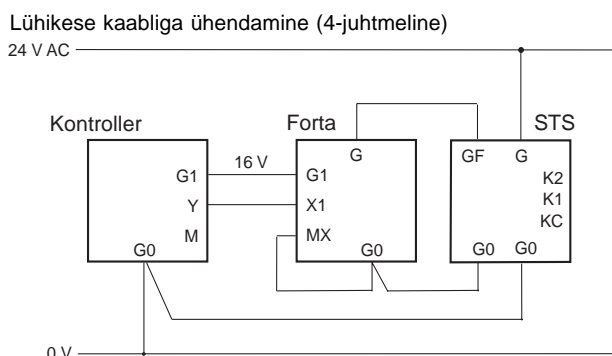 Lühikese kaabliga ühendamine (4-juhtmeline)
24 V AC
Kontroller
Forta
STS
G
GF
G
G1
16 V
G1
K2
Y
X1
K1
M
MX
KC
G0
G0
G0
G0
0 V